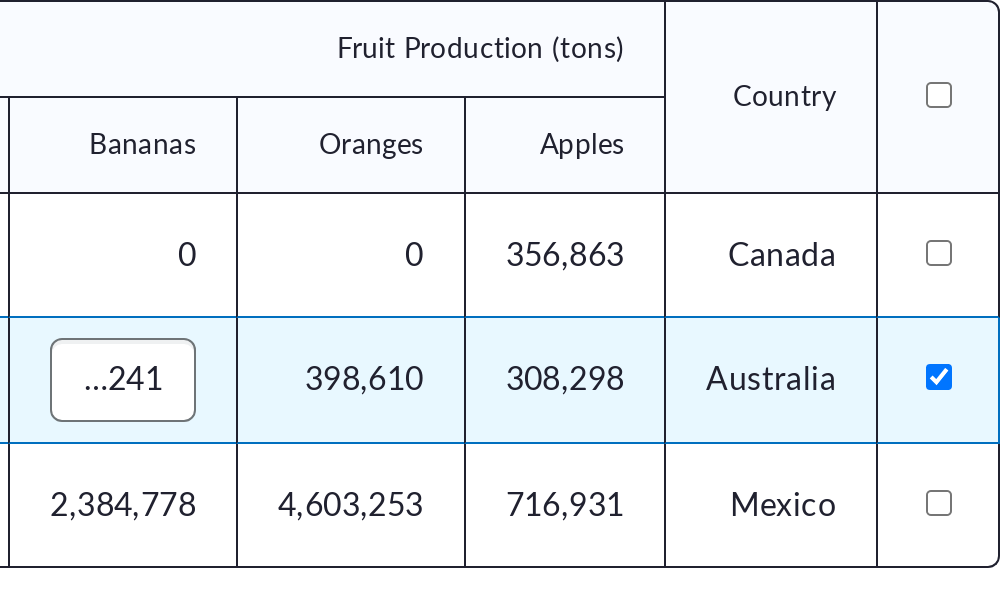 Fruit Production (tons)
Country
Bananas Oranges Apples
0 0 356,863 Canada
...241 398,610 308,298 Australia
2,384,778 4,603,253 716,931 Mexico